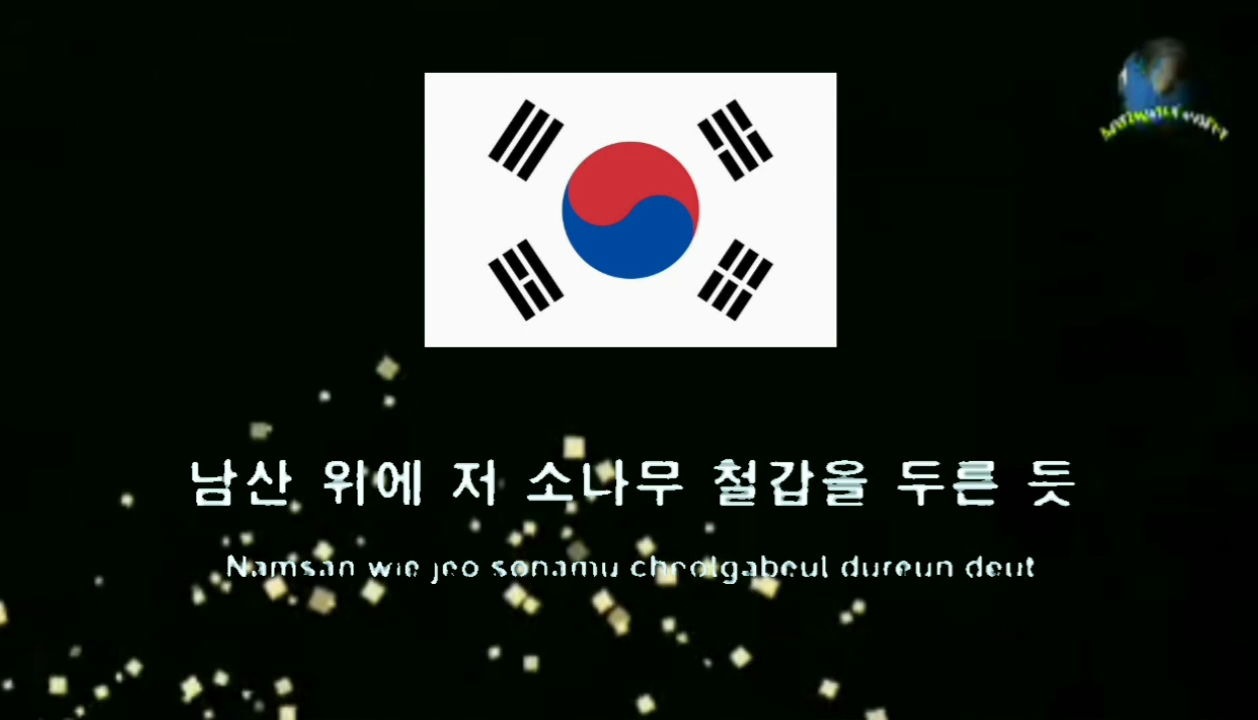 남산 위에 저 소나무 철갑을 두른 듯
Namsan wie jeo sonamu cheolgabeul dureun deut